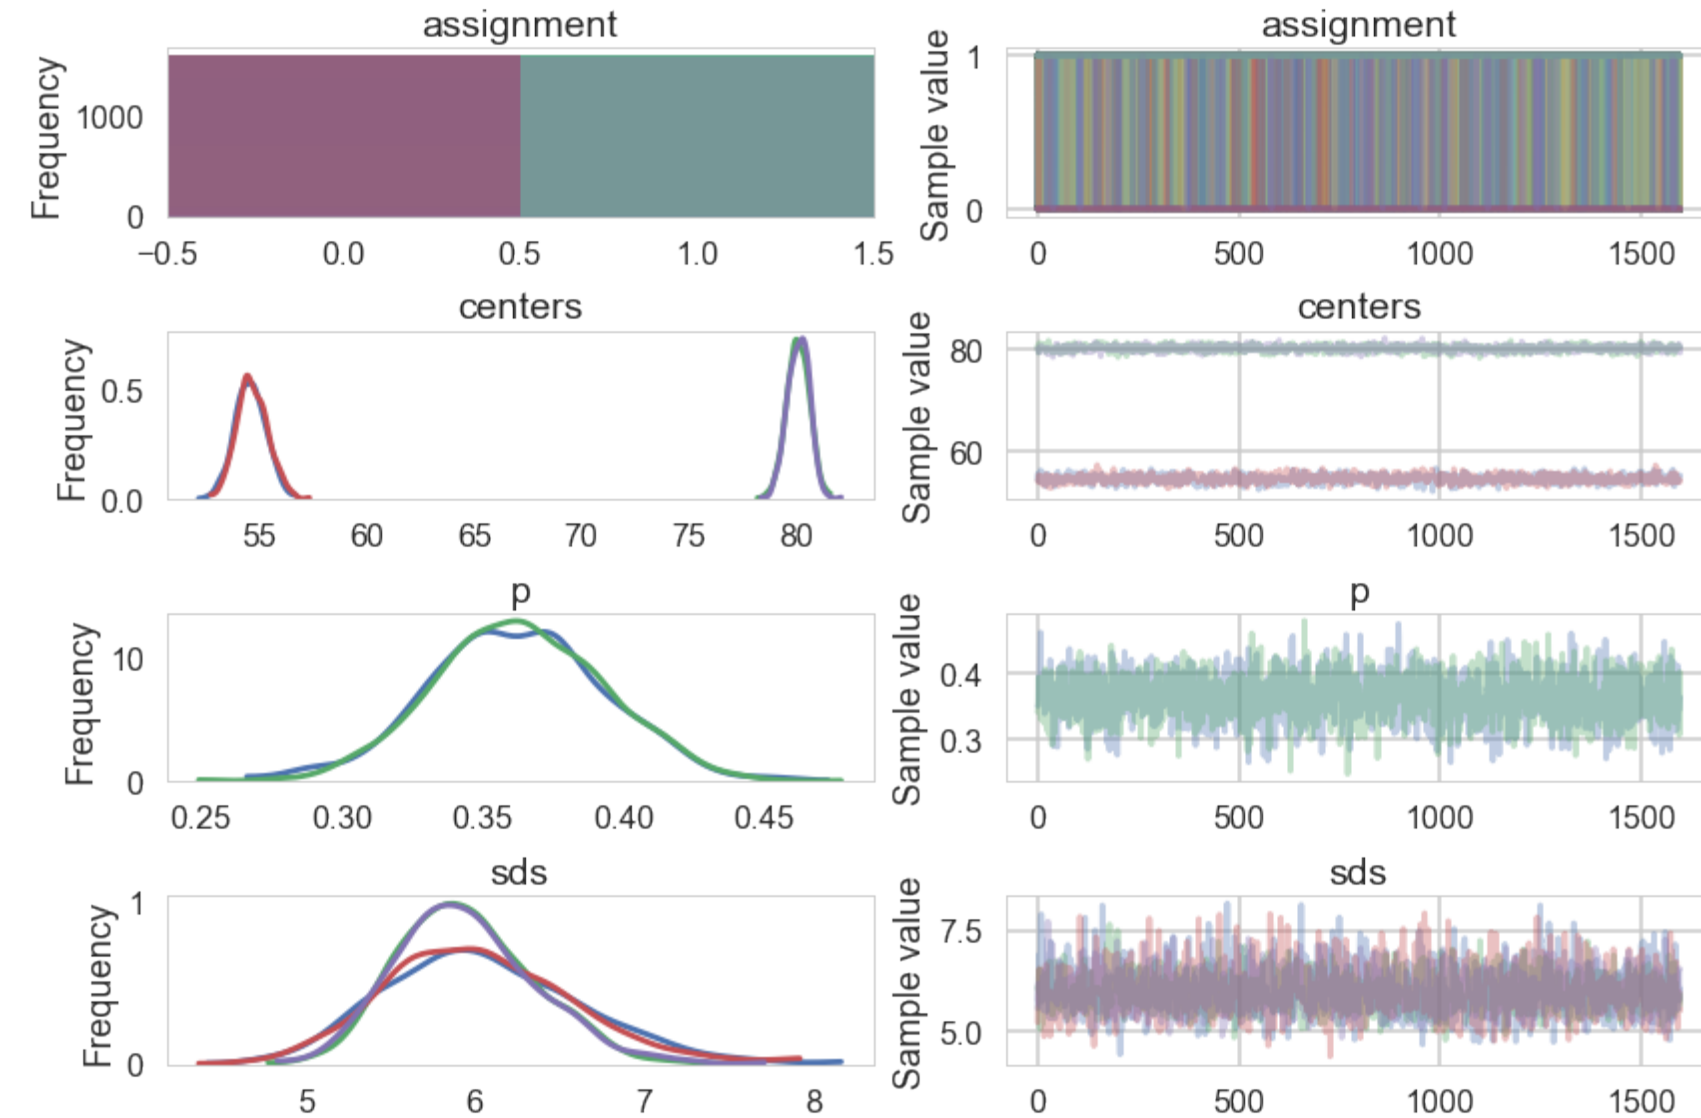 assignment
assignment
Frequency
1000
0
−0.5 0.0 0.5 1.0 1.5
Sample value
1
0
0 500 1000 1500
centers
centers
Frequency
0.5
0.0
55 60 65 70 75 80
Sample value
80
60
0 500 1000 1500
p
p
Frequency
10
0
0.25 0.30 0.35 0.40 0.45
Sample value
0.4
0.3
0 500 1000 1500
sds
sds
Frequency
1
0
5 6 7 8
Sample value
7.5
5.0
0 500 1000 1500